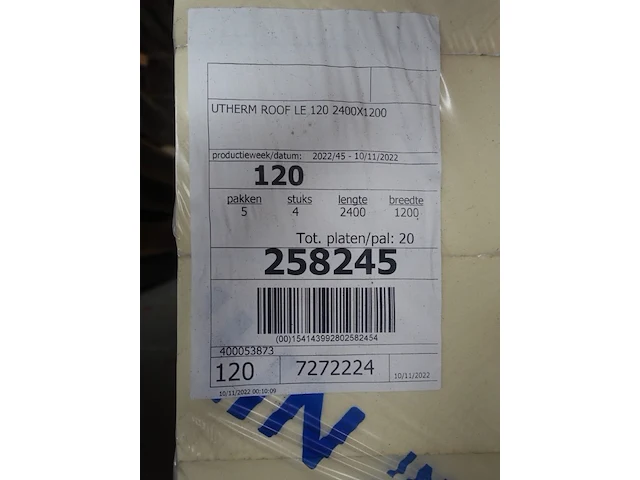 UTHERM ROOF LE 120 2400X1200
productieweek/datum: 2022/45 - 10/11/2022
120
pakken stuks lengte breedte
5 4 2400 1200
Tot. platen/pal: 20
258245
(00)154143992802582454
400053873
120 7272224 10/11/2022
10/11/2022 00:10:09